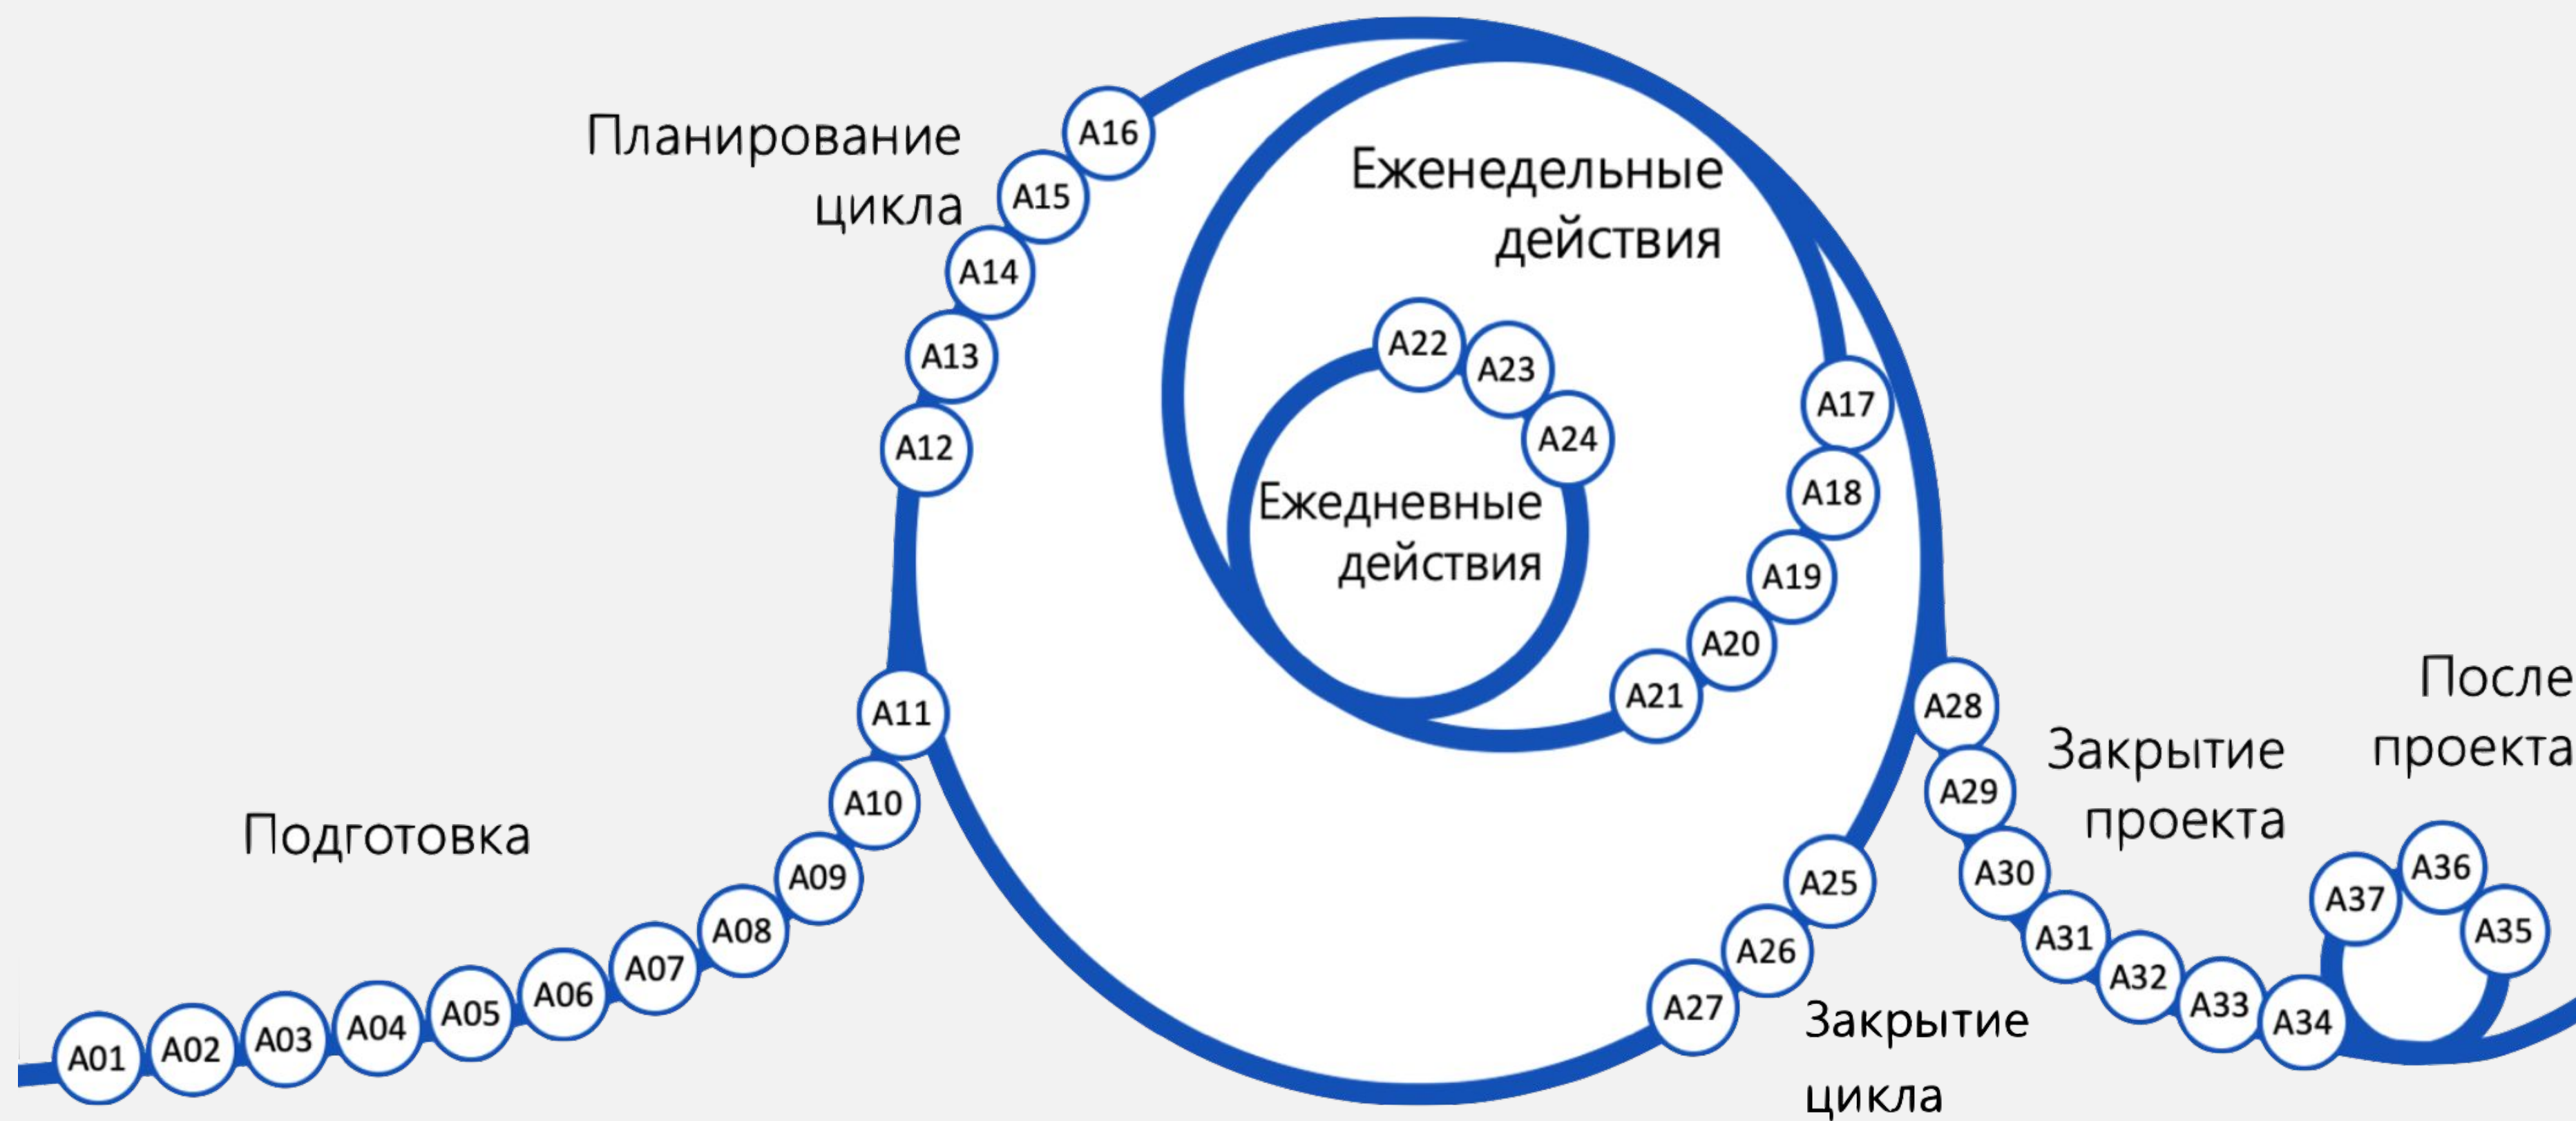 Планирование
цикла
A16
A15
A14
A13
A12
Еженедельные
действия
A22
A23
A24
Ежедневные
действия
A17
A18
A19
A20
A21
Подготовка
A01
A02
A03
A04
A05
A06
A07
A08
A09
A10
A11
A25
A26
A27
Закрытие
цикла
A28
A29
A30
A31
A32
A33
A34
Закрытие
проекта
После
проекта
A37
A36
A35